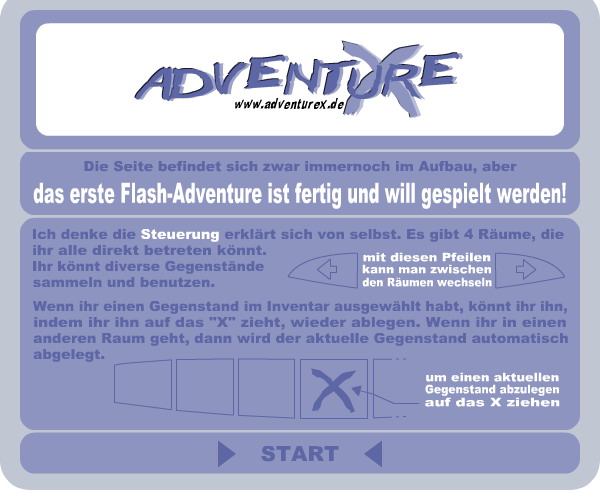 ADVENTURE
www.adventurex.de
Die Seite befindet sich zwar immernoch im Aufbau, aber
das erste Flash-Adventure ist fertig und will gespielt werden!
Ich denke die Steuerung erklärt sich von selbst. Es gibt 4 Räume, die
ihr alle direkt betreten könnt.
Ihr könnt diverse Gegenstände
sammeln und benutzen.
mit diesen Pfeilen
kann man zwischen
den Räumen wechseln
Wenn ihr einen Gegenstand im Inventar ausgewählt habt, könnt ihr ihn,
indem ihr ihn auf das "X" zieht, wieder ablegen. Wenn ihr in einen
anderen Raum geht, dann wird der aktuelle Gegenstand automatisch
abgelegt.
X
um einen aktuellen
Gegenstand abzulegen
auf das X ziehen
START